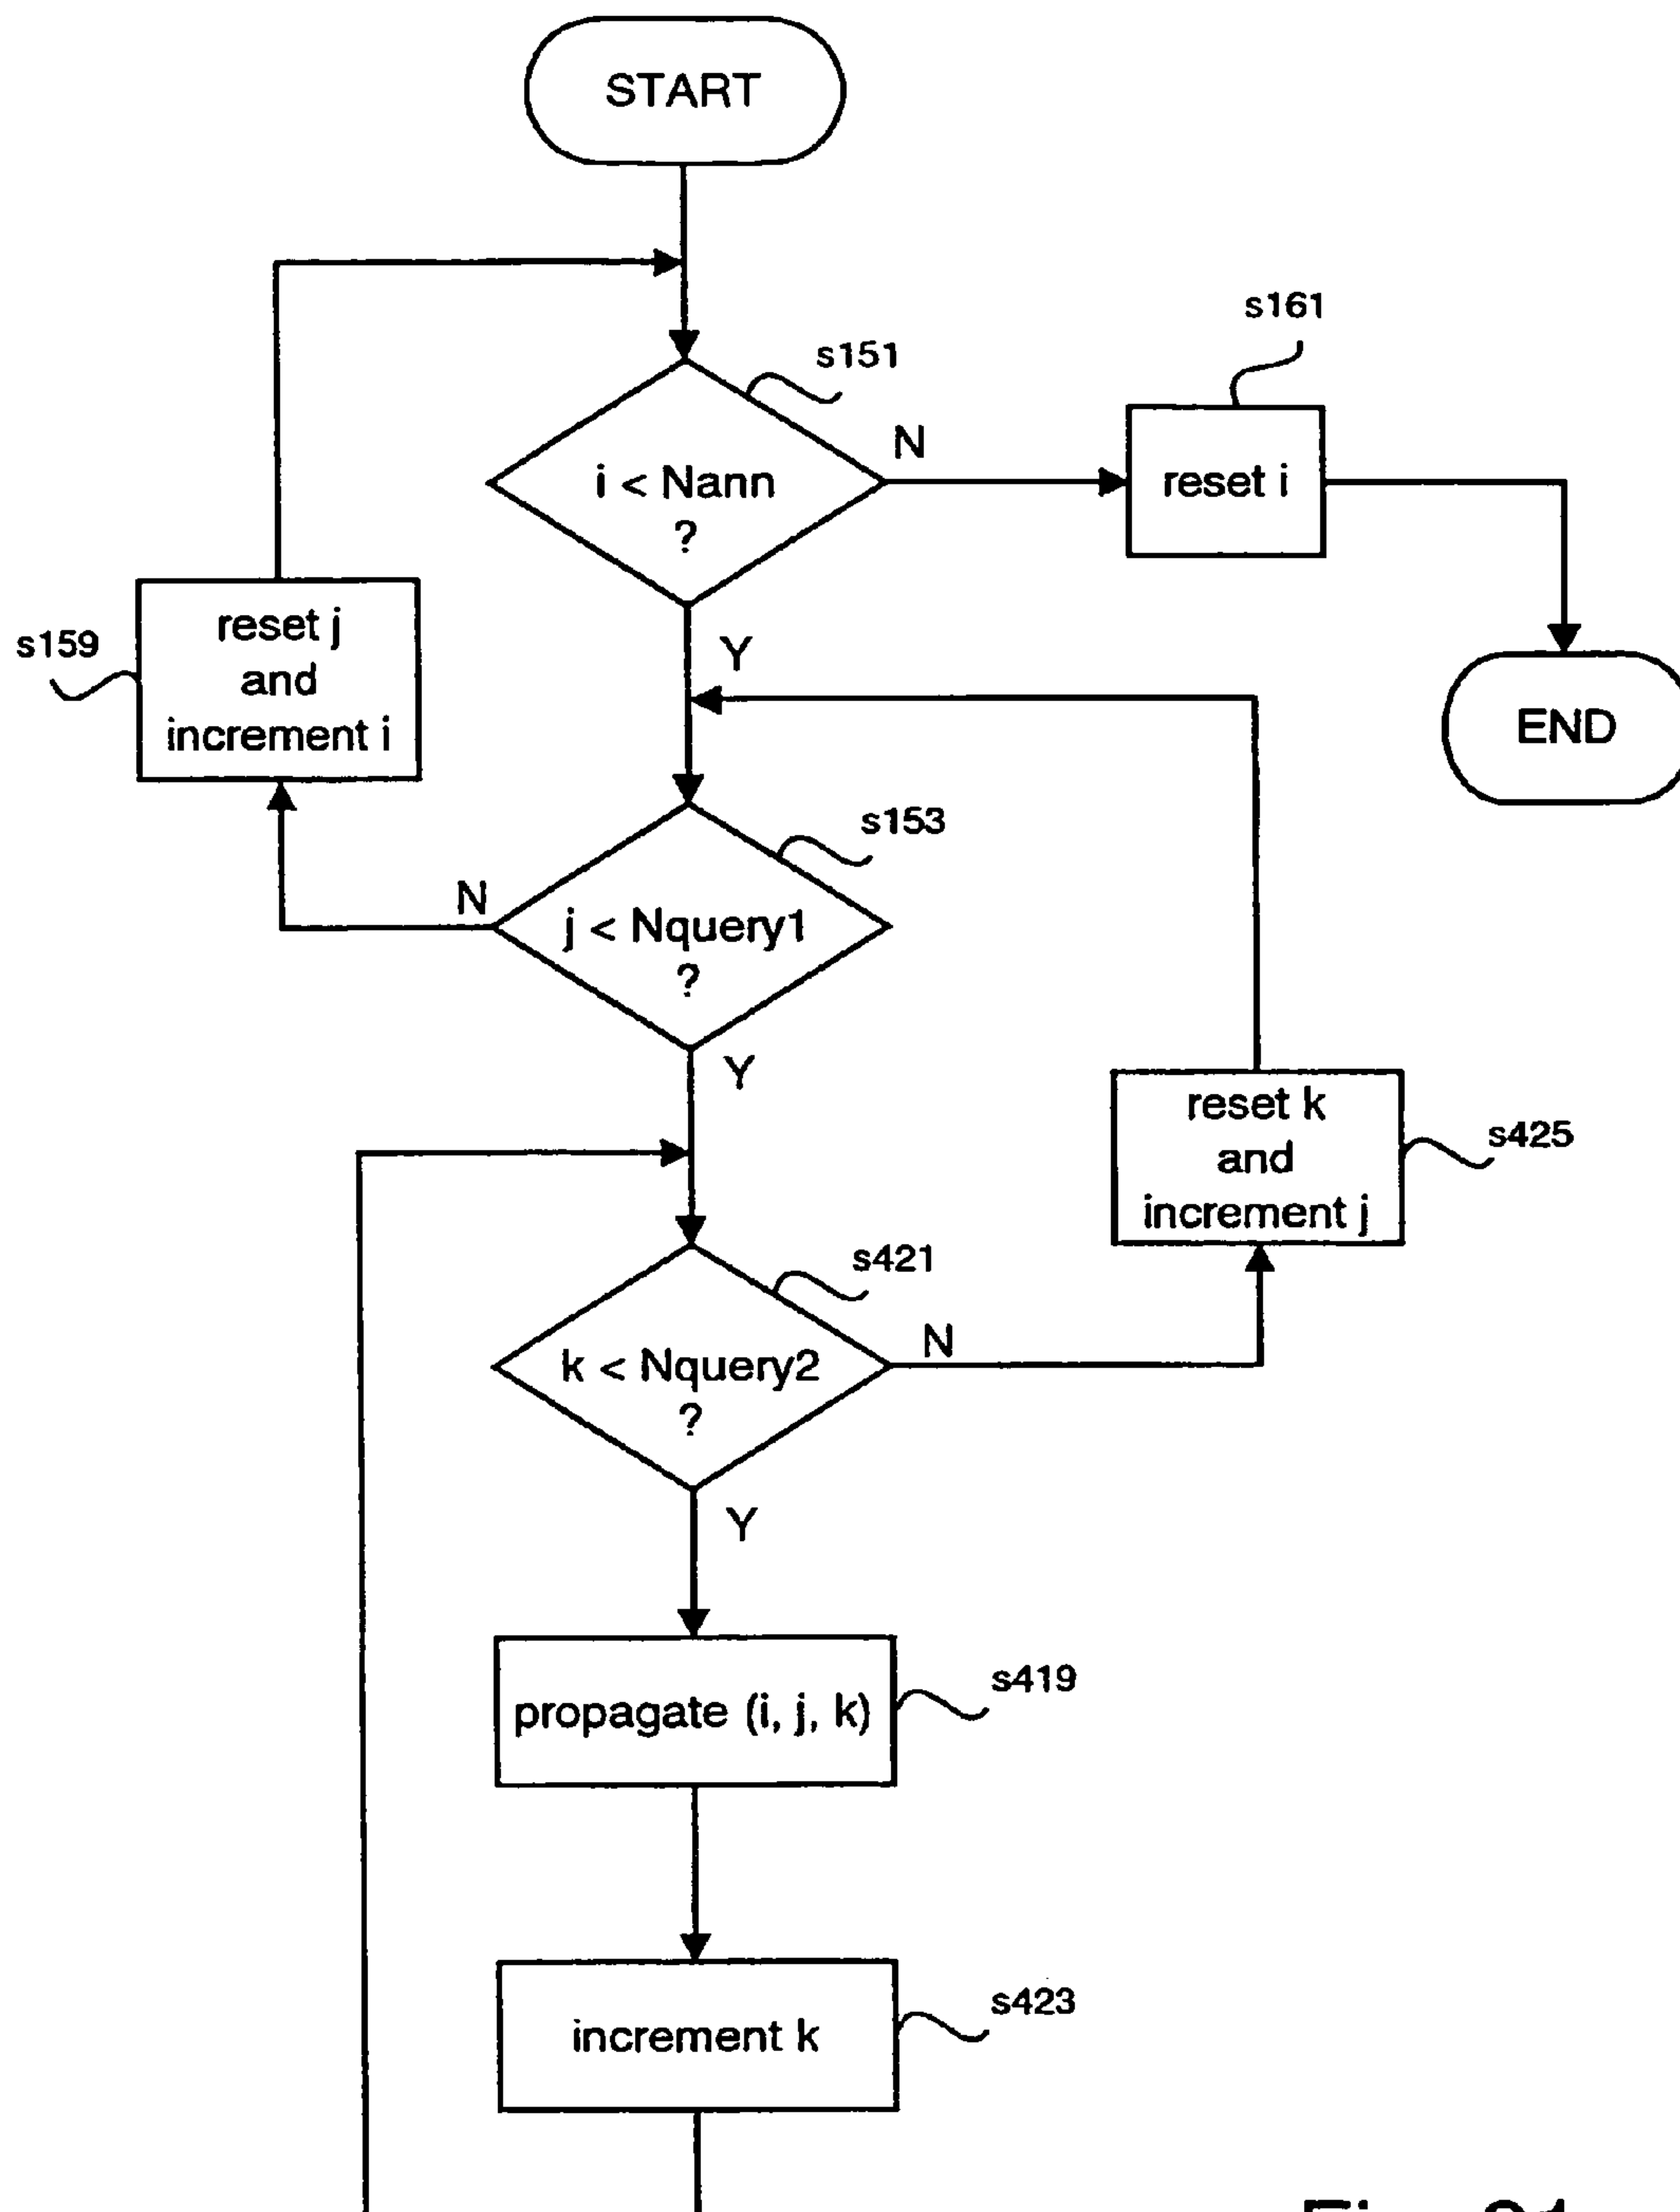 START
s161
s151
N
i < Nann
?
reset i
reset j
and
increment i
s159
Y
END
s153
N
j < Nquery1
?
Y
reset k
and
increment j
s425
s421
N
k < Nquery2
?
Y
propagate (i, j, k)
s419
increment k
s423